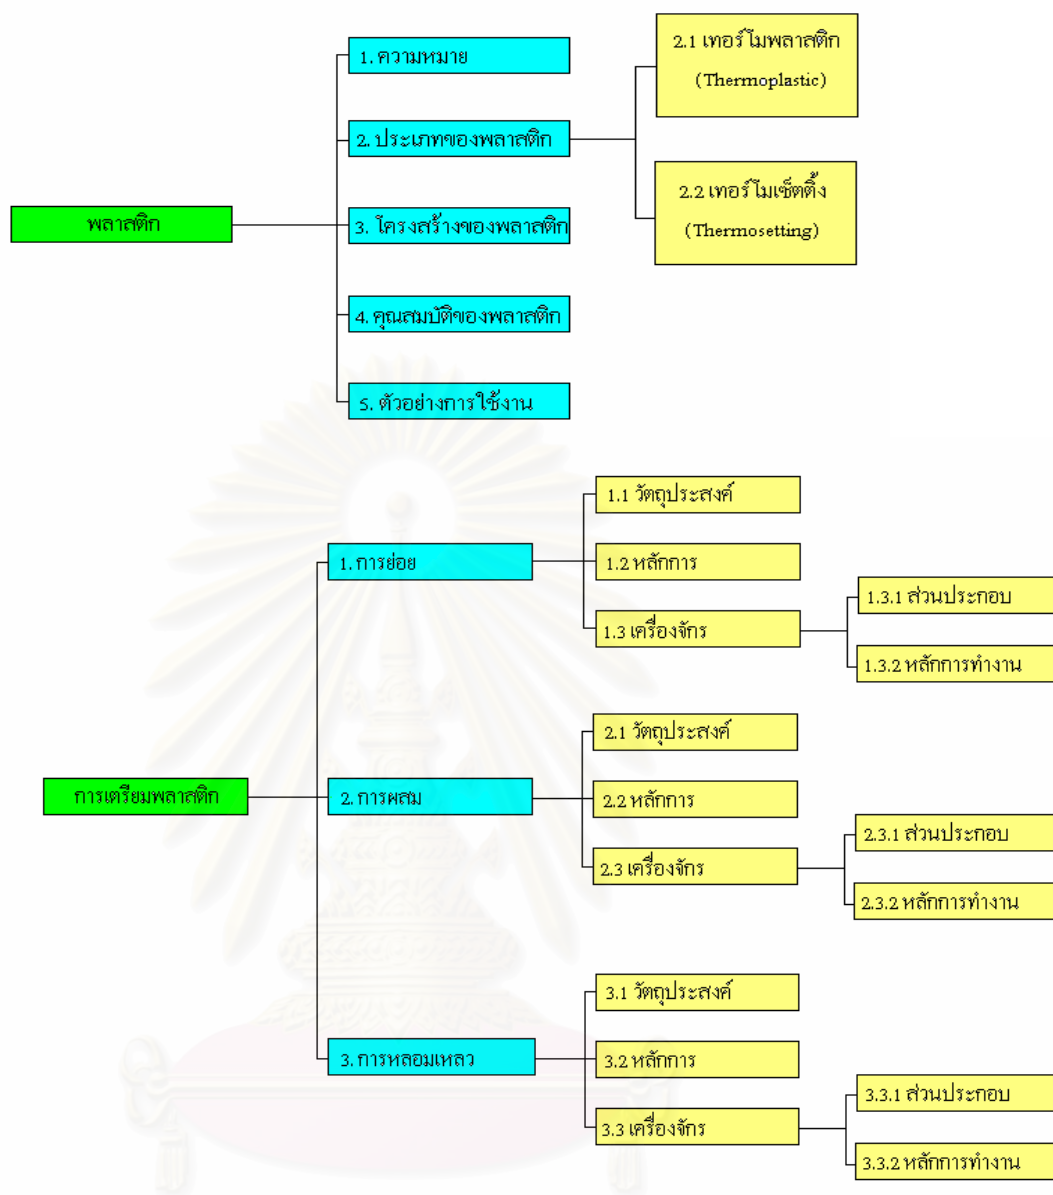 พลาสติก
1. ความหมาย
2. ประเภทของพลาสติก
2.1 เทอร์โมพลาสติก
(Thermoplastic)
2.2 เทอร์โมเซ็ตติ้ง
(Thermosetting)
3. โครงสร้างของพลาสติก
4. คุณสมบัติของพลาสติก
5. ตัวอย่างการใช้งาน
การเตรียมพลาสติก
1. การย่อย
1.1 วัตถุประสงค์
1.2 หลักการ
1.3 เครื่องจักร
1.3.1 ส่วนประกอบ
1.3.2 หลักการทำงาน
2. การผสม
2.1 วัตถุประสงค์
2.2 หลักการ
2.3 เครื่องจักร
2.3.1 ส่วนประกอบ
2.3.2 หลักการทำงาน
3. การหลอมเหลว
3.1 วัตถุประสงค์
3.2 หลักการ
3.3 เครื่องจักร
3.3.1 ส่วนประกอบ
3.3.2 หลักการทำงาน